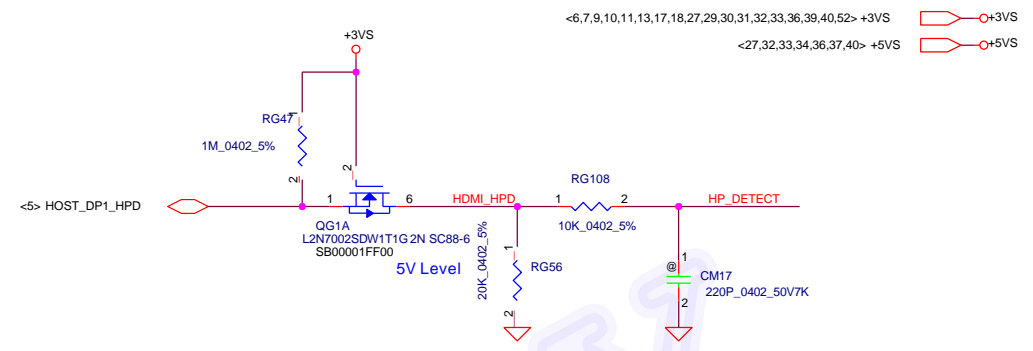 <6,7,9,10,11,13,17,18,27,29,30,31,32,33,36,39,40,52> +3VS
+3VS
<27,32,33,34,36,37,40> +5VS
+5VS
+3VS
1
RG47
1M_0402_5%
2
2
<5> HOST_DP1_HPD
1
6
HDMI_HPD
QG1A
L2N7002SDW1T1G 2N SC88-6
SB00001FF00
5V Level
RG108
1
2
10K_0402_5%
HP_DETECT
20K_0402_5%
1
RG56
2
1
@
CM17
220P_0402_50V7K
2